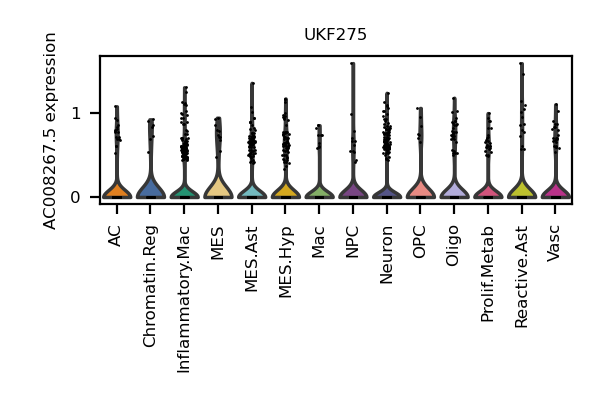 UKF275
AC008267.5 expression
1
0
AC
Chromatin.Reg
Inflammatory.Mac
MES
MES.Ast
MES.Hyp
Mac
NPC
Neuron
OPC
Oligo
Prolif.Metab
Reactive.Ast
Vasc